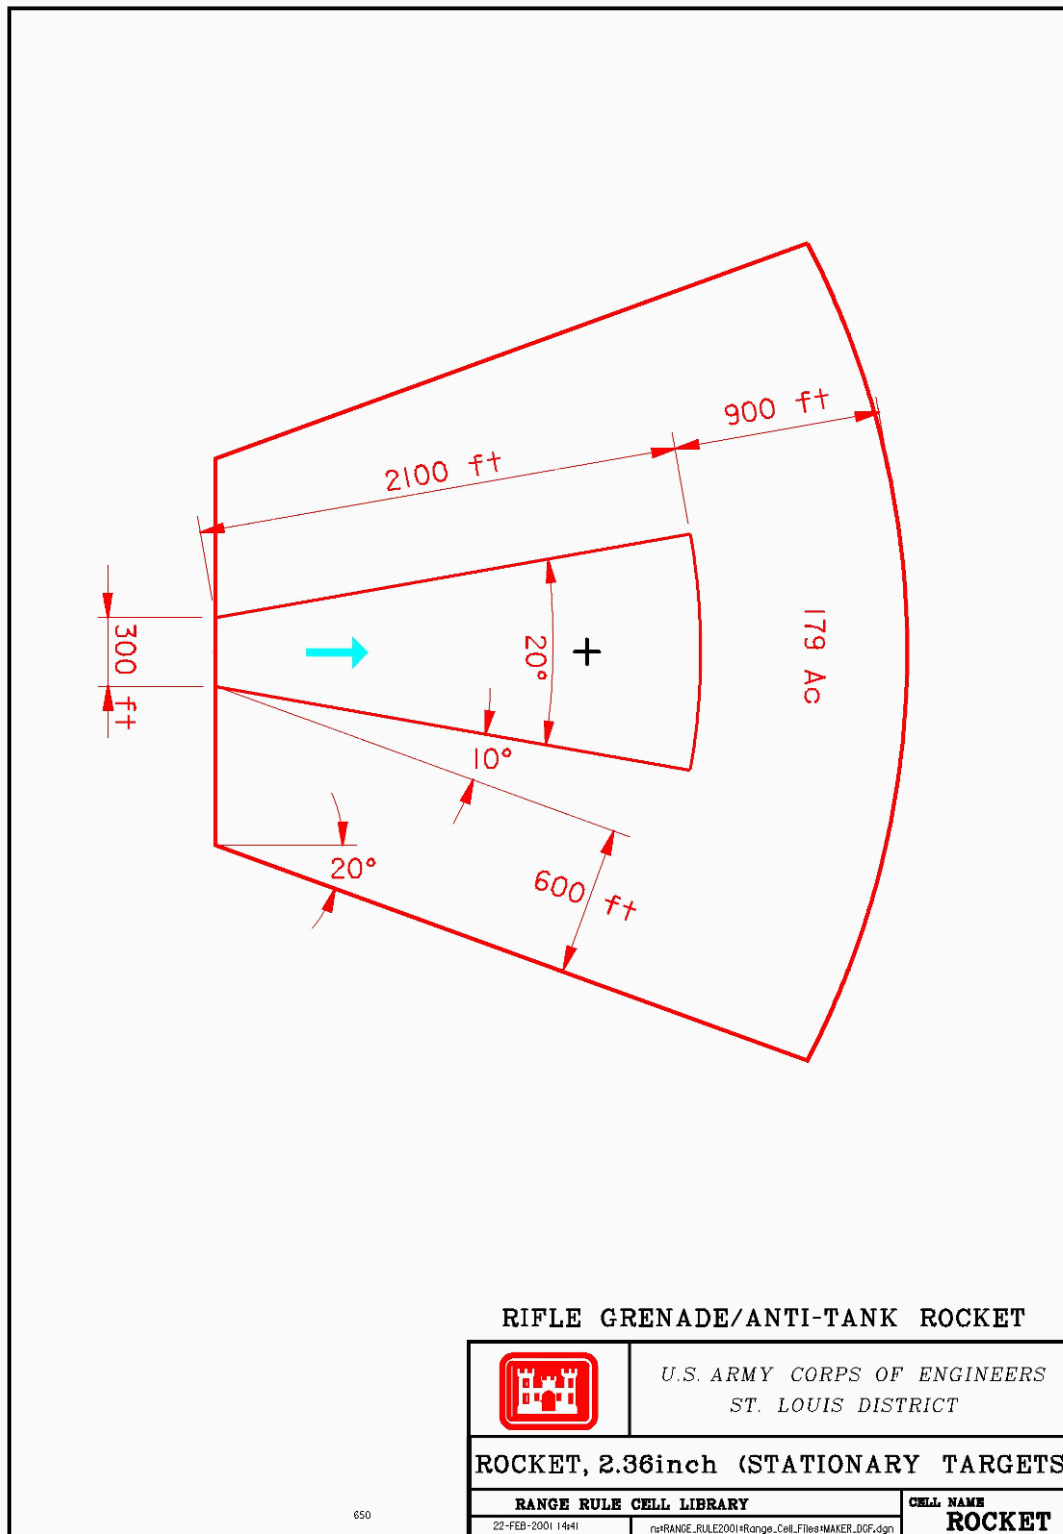 900 ft
2100 ft
300 ft
20°
179 Ac
10°
20°
600 ft
RIFLE GRENADE/ANTI-TANK ROCKET
U.S. ARMY CORPS OF ENGINEERS
ST. LOUIS DISTRICT
ROCKET, 2.36inch (STATIONARY TARGETS
RANGE RULE CELL LIBRARY
CELL NAME
ROCKET
650
22-FEB-2001 14:41